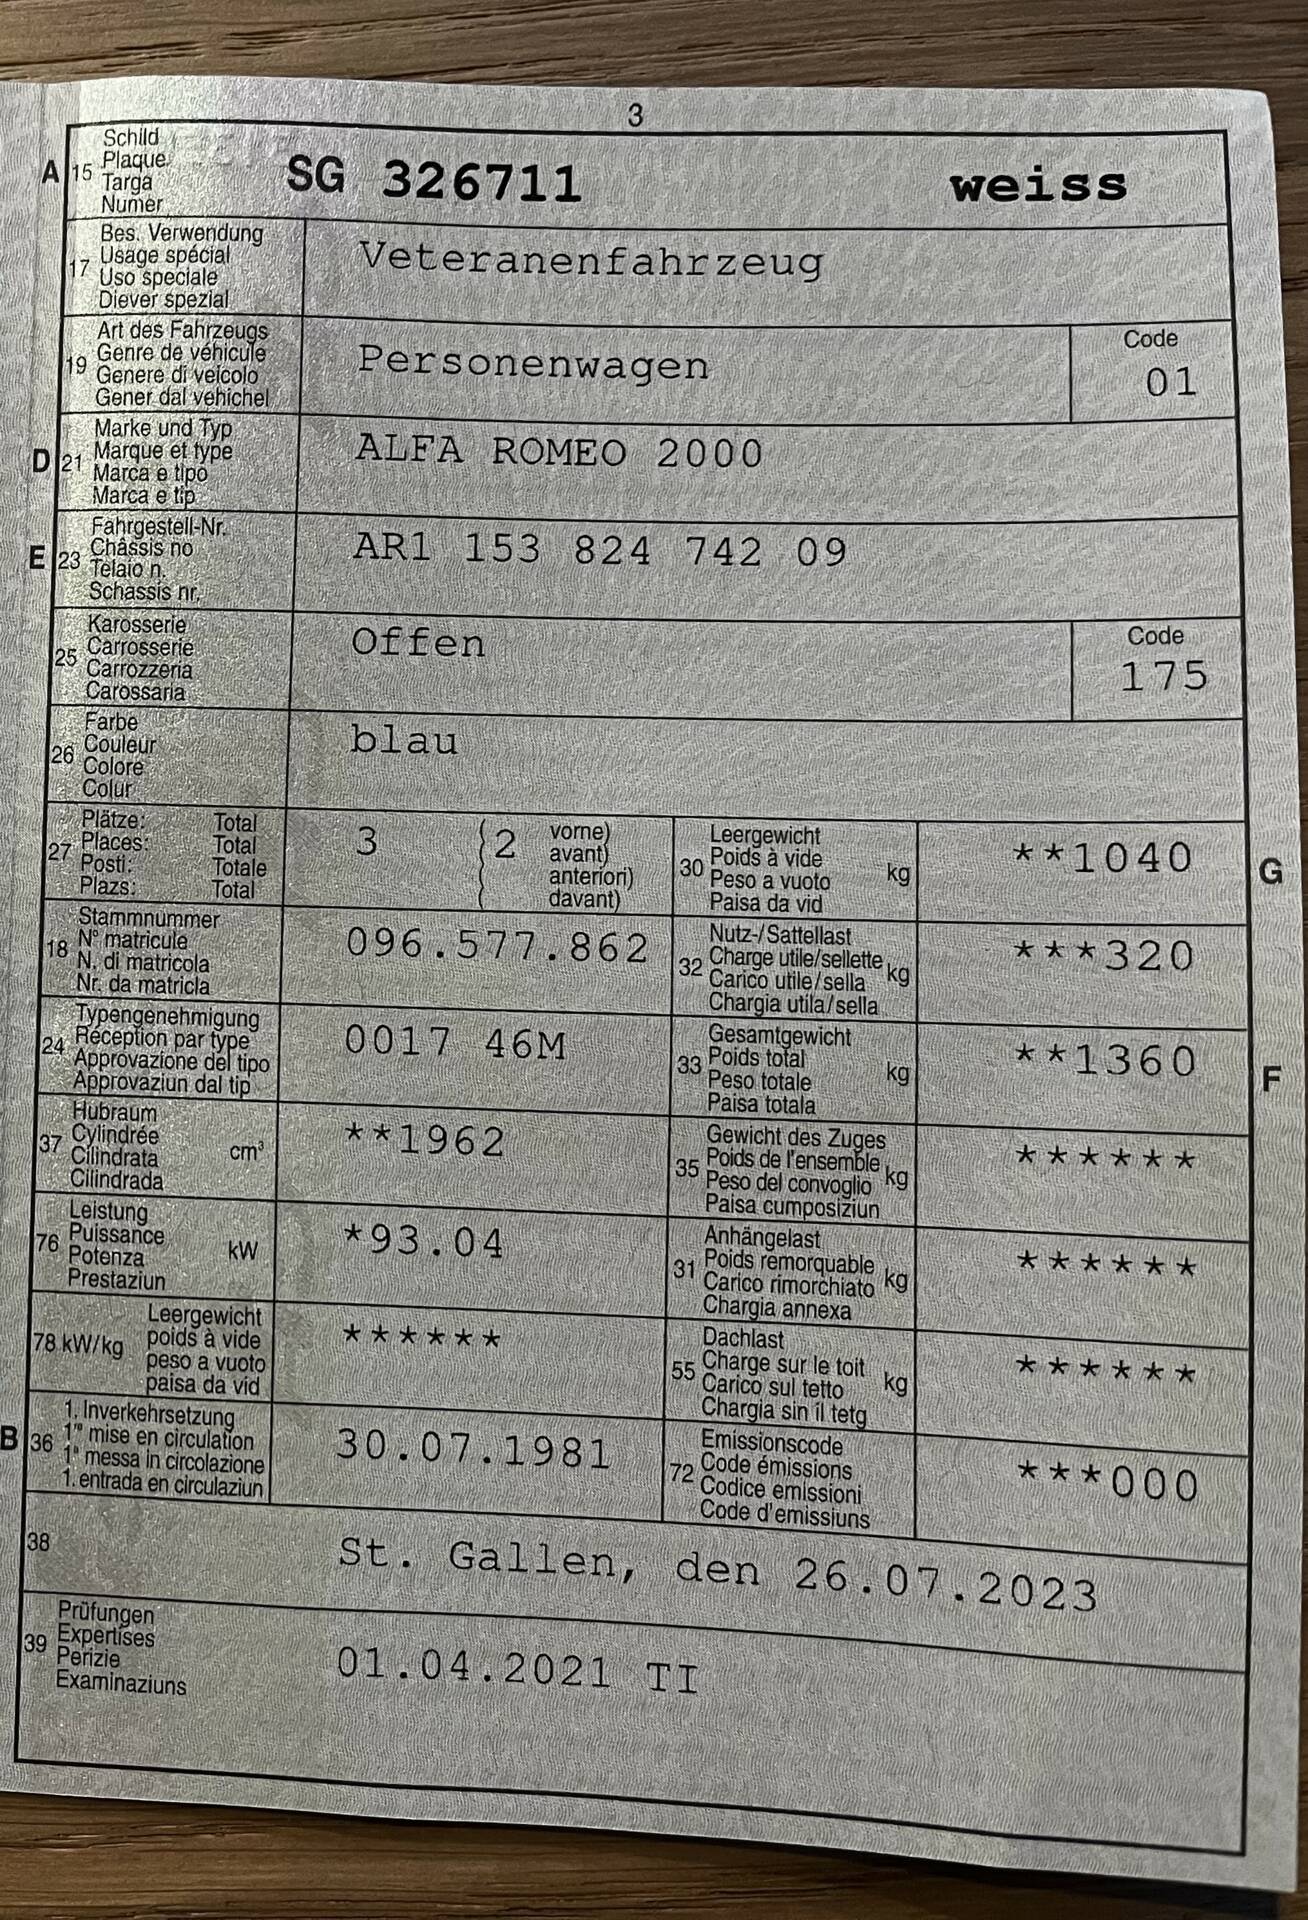 3
A 15 Schild
Plaque
Targa
Numer
SG 326711 weiss
17 Bes. Verwendung
Usage spécial
Uso speciale
Diever spezial
Veteranenfahrzeug
19 Art des Fahrzeugs
Genre de véhicule
Genere di veicolo
Gener dal vehichel
Personenwagen
Code
01
D 21 Marke und Typ
Marque et type
Marca e tipo
Marca e tip
ALFA ROMEO 2000
E 23 Fahrgestell-Nr.
Châssis no
Telaio n.
Schassis nr.
AR1 153 824 742 09
25 Karosserie
Carrosserie
Carrozzeria
Carossaria
Offen
Code
175
26 Farbe
Couleur
Colore
Colur
blau
27 Plätze: Total
Places: Total
Posti: Totale
Plazs: Total
3
(2 vorne)
avant)
anteriori)
( davant)
30 Leergewicht
Poids à vide
Peso a vuoto
Paisa da vid
kg
**1040
G
18 Stammnummer
N° matricule
N. di matricola
Nr. da matricla
096.577.862
32 Nutz-/Sattellast
Charge utile/sellette
Carico utile/sella
Chargia utila/sella
kg
***320
24 Typengenehmigung
Réception par type
Approvazione del tipo
Approvaziun dal tip
0017 46M
33 Gesamtgewicht
Poids total
Peso totale
Paisa totala
kg
**1360
F
37 Hubraum
Cylindrée
Cilindrata
Cilindrada
cm³
**1962
35 Gewicht des Zuges
Poids de l'ensemble
Peso del convoglio
Paisa cumposiziun
kg
******
76 Leistung
Puissance
Potenza
Prestaziun
kW
*93.04
31 Anhängelast
Poids remorquable
Carico rimorchiato
Chargia annexa
kg
******
78 kW/kg Leergewicht
poids à vide
peso a vuoto
paisa da vid
******
55 Dachlast
Charge sur le toit
Carico sul tetto
Chargia sin il tetg
kg
******
B 36 1. Inverkehrsetzung
1re mise en circulation
1a messa in circolazione
1. entrada en circulaziun
30.07.1981
72 Emissionscode
Code émissions
Codice emissioni
Code d'emissiuns
***000
38 St. Gallen, den 26.07.2023
39 Prüfungen
Expertises
Perizie
Examinaziuns
01.04.2021 TI